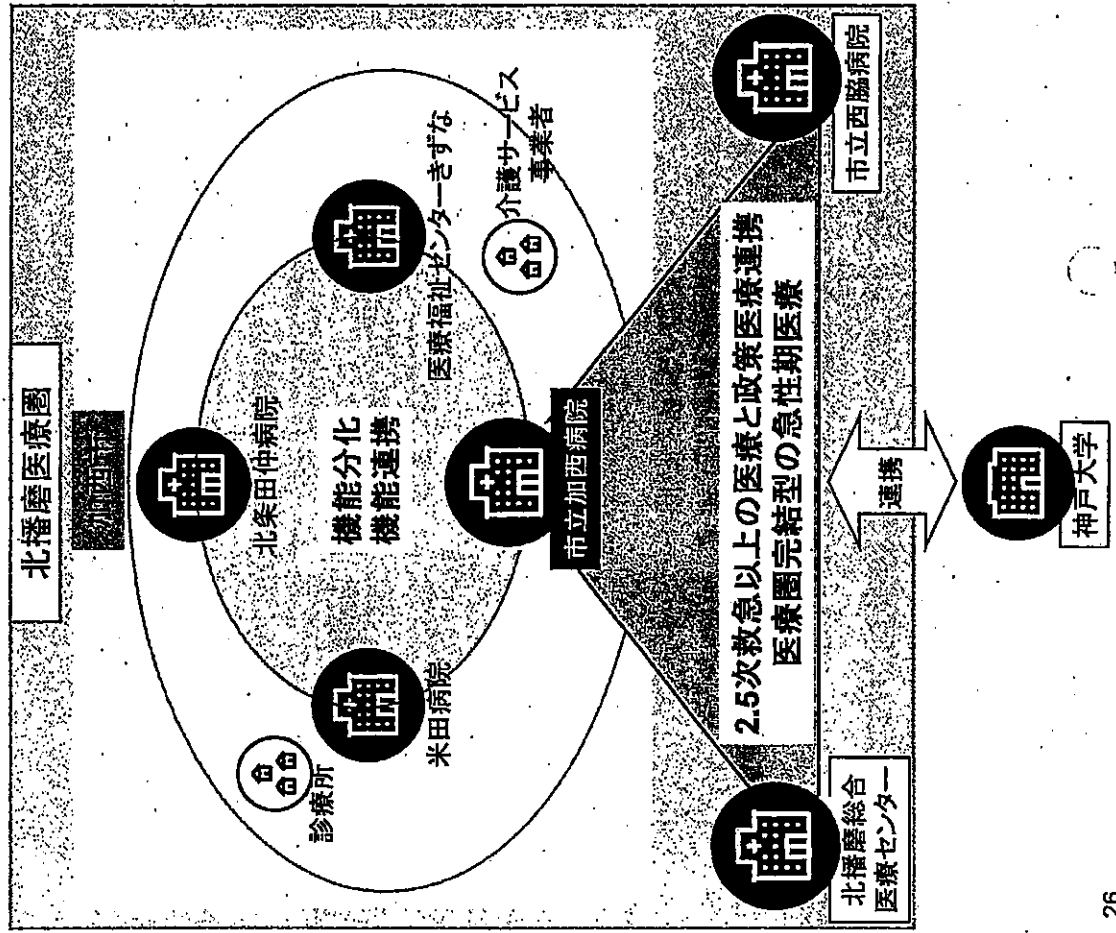 北播磨医療圏
加西市
北条田仲病院
機能分化
機能連携
米田病院
診療所
医療福祉センターきずな
介護サービス
事業者
市立加西病院
2.5次救急以上の医療と政策医療連携
医療圏完結型の急性期医療
北播磨総合
医療センター
市立西脇病院
連携
神戸大学
26